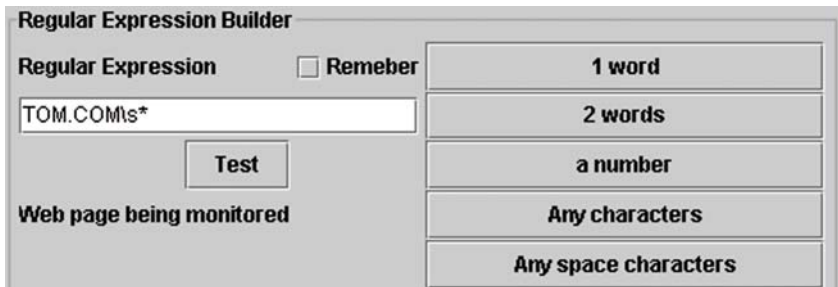 Regular Expression Builder
Regular Expression Remeber 1 word
TOM.COM\s* 2 words
Test a number
Web page being monitored Any characters
Any space characters